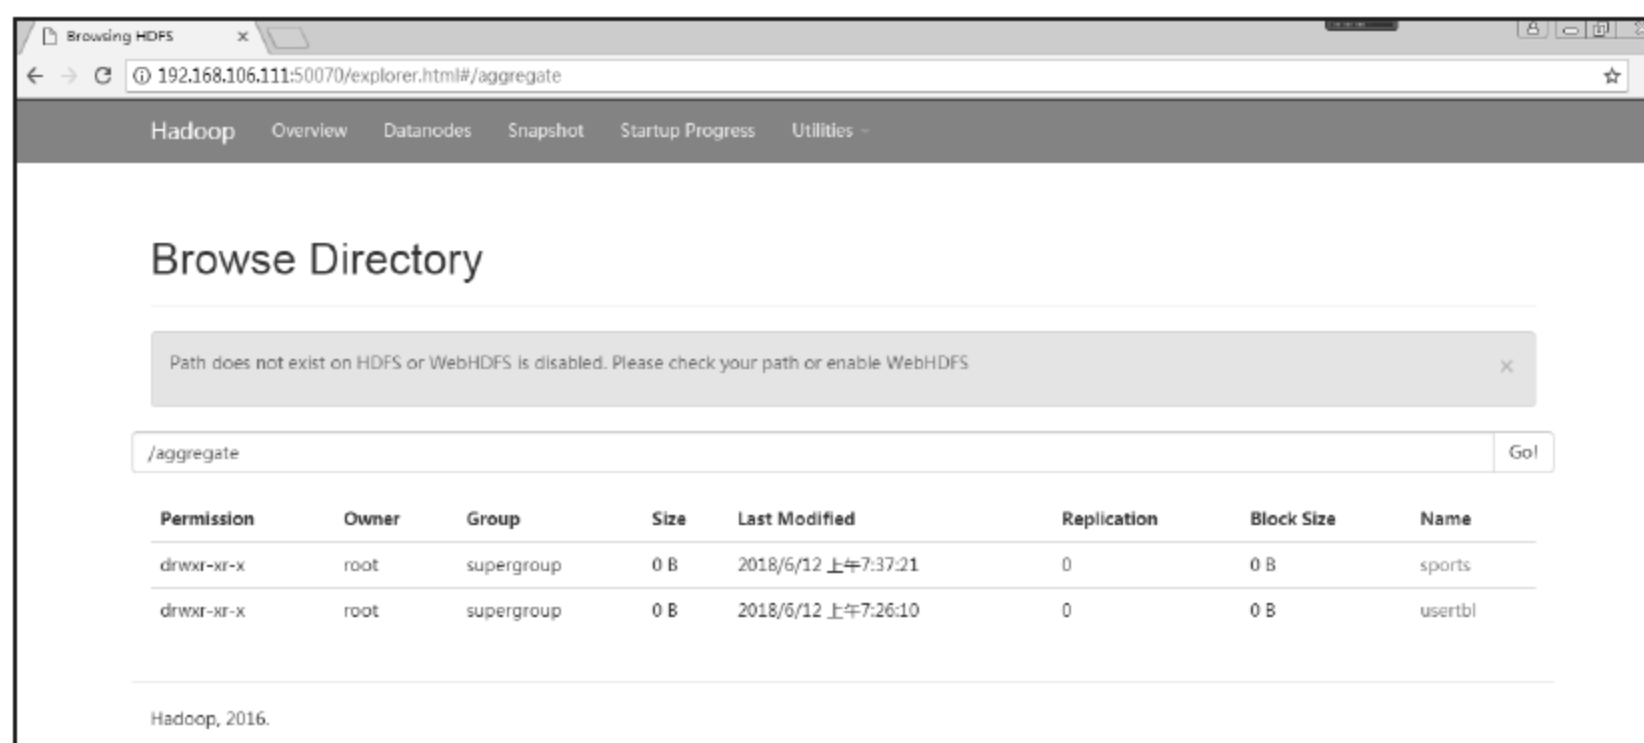 Browsing HDFS
192.168.106.111:50070/explorer.html#/aggregate
Hadoop Overview Datanodes Snapshot Startup Progress Utilities
Browse Directory
Path does not exist on HDFS or WebHDFS is disabled. Please check your path or enable WebHDFS ×
/aggregate Go!
Permission Owner Group Size Last Modified Replication Block Size Name
drwxr-xr-x root supergroup 0 B 2018/6/12 上午7:37:21 0 0 B sports
drwxr-xr-x root supergroup 0 B 2018/6/12 上午7:26:10 0 0 B usertbl
Hadoop, 2016.